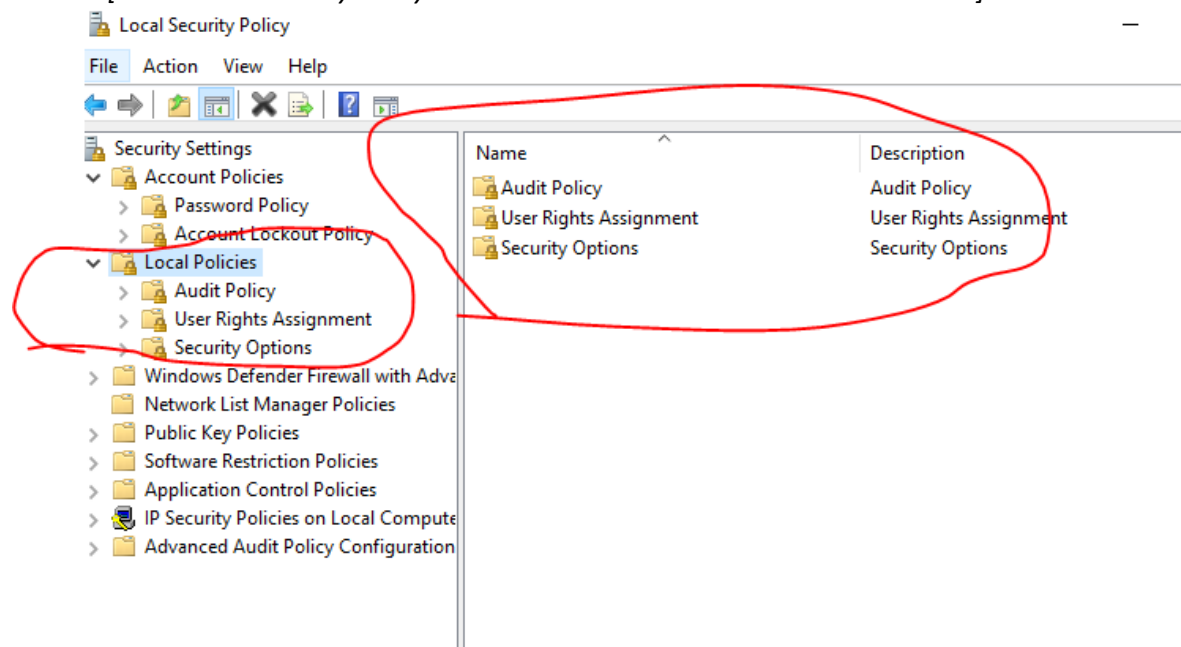 Local Security Policy
File Action View Help
Security Settings
Account Policies
Password Policy
Account Lockout Policy
Local Policies
Audit Policy
User Rights Assignment
Security Options
Windows Defender Firewall with Adva
Network List Manager Policies
Public Key Policies
Software Restriction Policies
Application Control Policies
IP Security Policies on Local Compute
Advanced Audit Policy Configuration
Name Description
Audit Policy Audit Policy
User Rights Assignment User Rights Assignment
Security Options Security Options